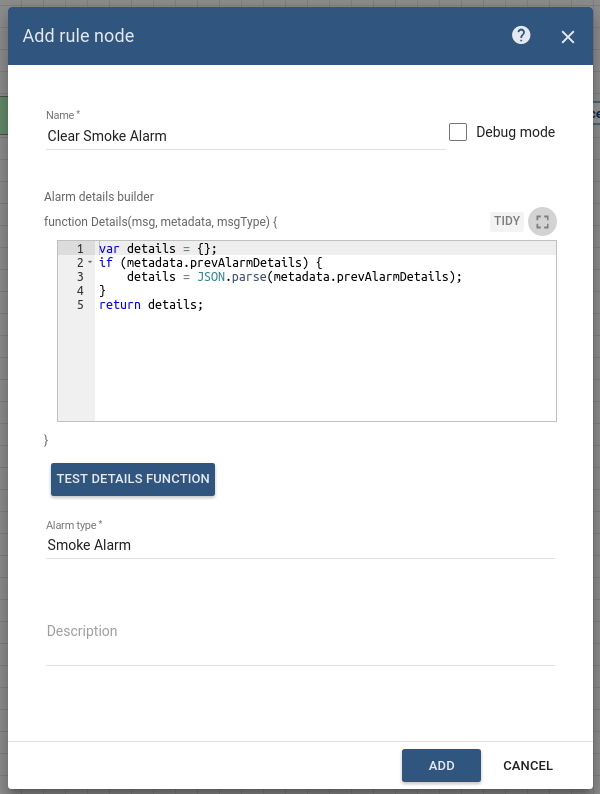 Add rule node
Name *
Clear Smoke Alarm
Debug mode
Alarm details builder
function Details(msg, metadata, msgType) {
TIDY
1 var details = {};
2 if (metadata.prevAlarmDetails) {
3     details = JSON.parse(metadata.prevAlarmDetails);
4 }
5 return details;
}
TEST DETAILS FUNCTION
Alarm type *
Smoke Alarm
Description
ADD CANCEL